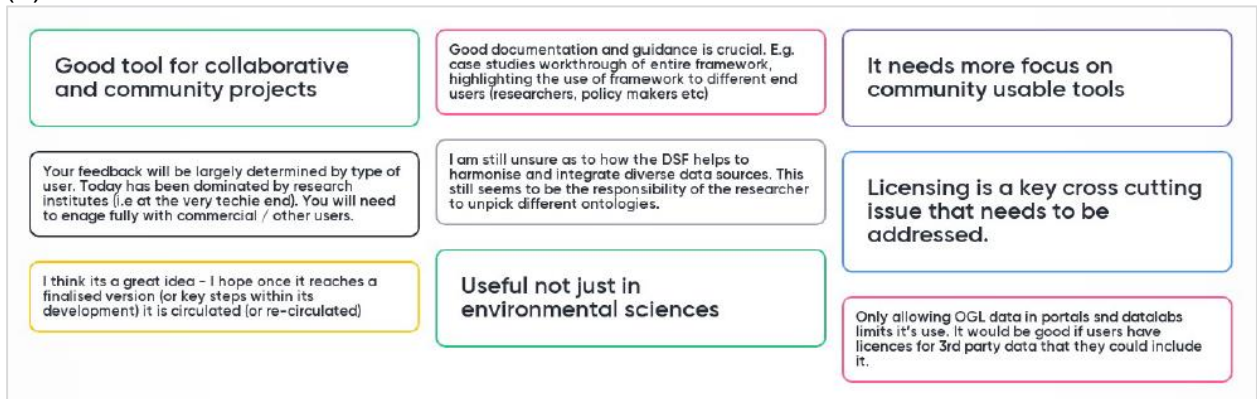 Good tool for collaborative
and community projects
Your feedback will be largely determined by type of
user. Today has been dominated by research
institutes (i.e at the very techie end). You will need
to enage fully with commercial / other users.
I think its a great idea - I hope once it reaches a
finalised version (or key steps within its
development) it is circulated (or re-circulated)
Good documentation and guidance is crucial. E.g.
case studies workthrough of entire framework,
highlighting the use of framework to different end
users (researchers, policy makers etc)
I am still unsure as to how the DSF helps to
harmonise and integrate diverse data sources. This
still seems to be the responsibility of the researcher
to unpick different ontologies.
Useful not just in
environmental sciences
It needs more focus on
community usable tools
Licensing is a key cross cutting
issue that needs to be
addressed.
Only allowing OGL data in portals snd datalabs
limits it's use. It would be good if users have
licences for 3rd party data that they could include
it.